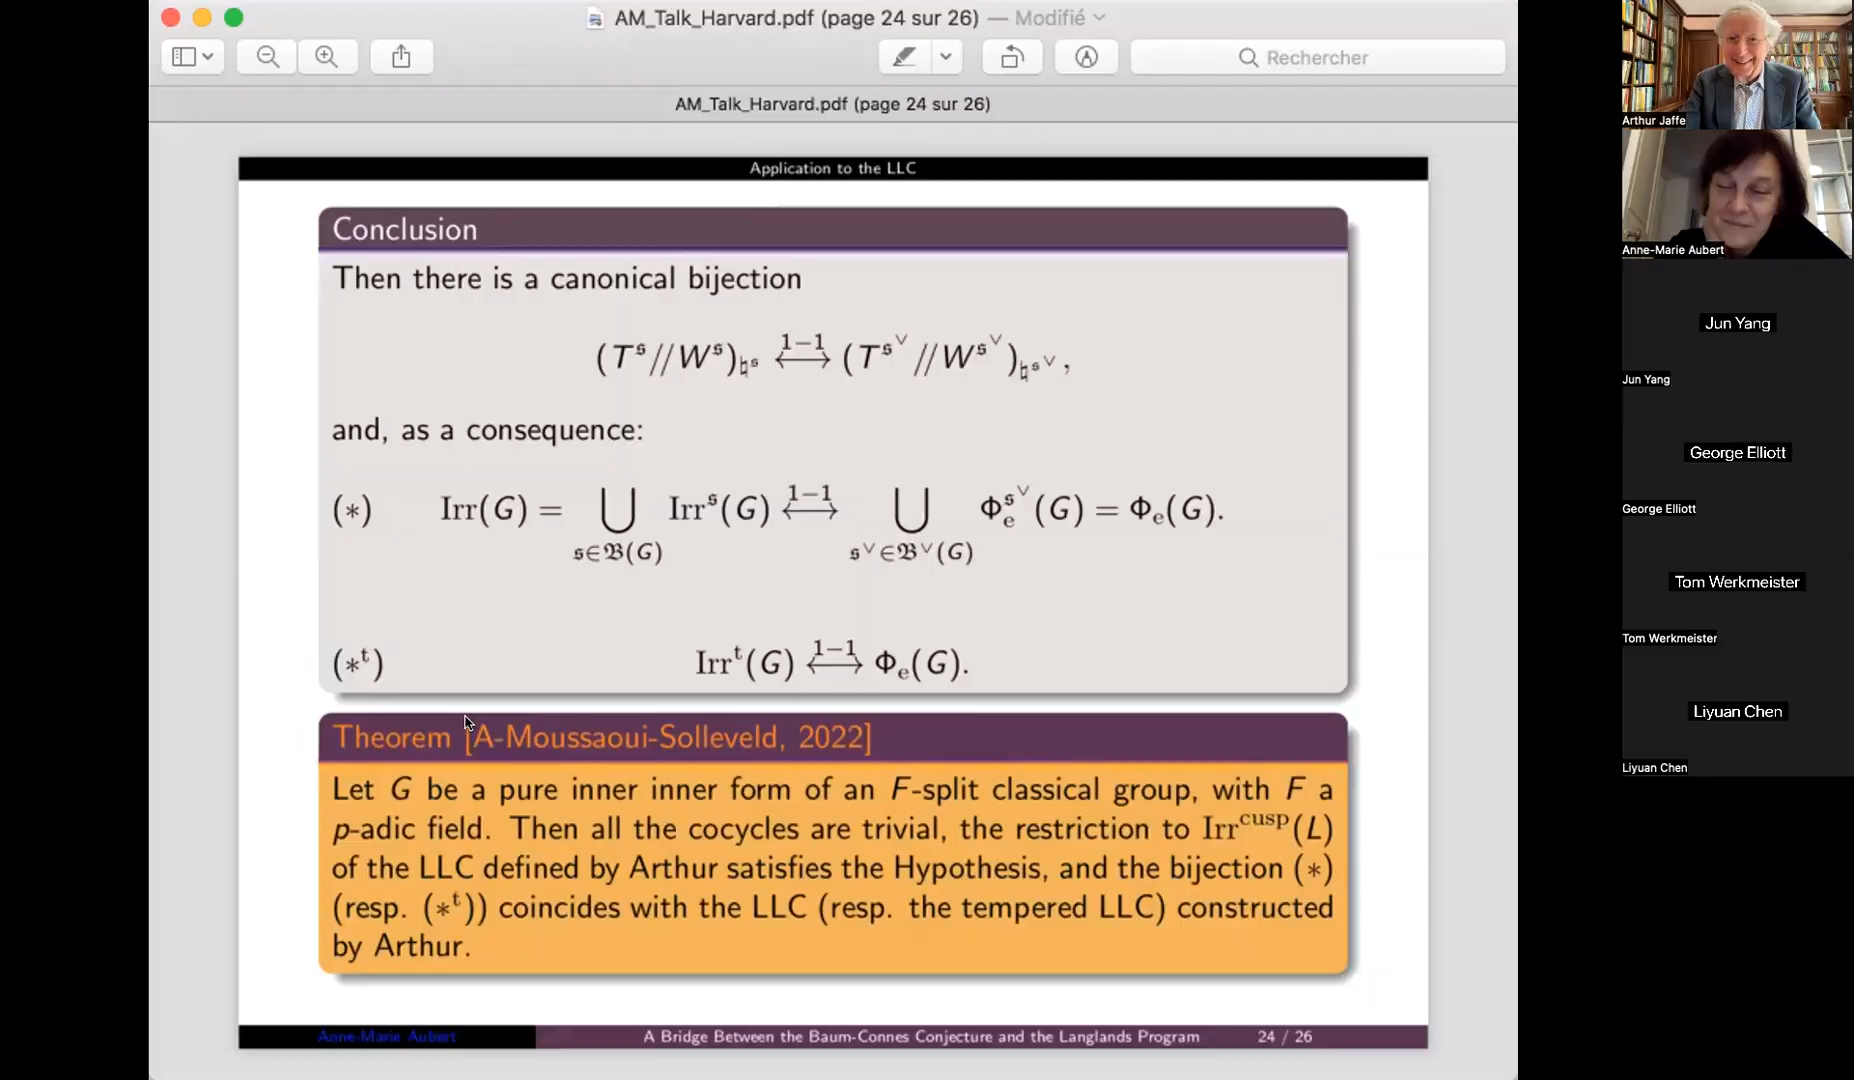 AM_Talk_Harvard.pdf (page 24 sur 26) — Modifié
Rechercher
AM_Talk_Harvard.pdf (page 24 sur 26)
Application to the LLC
Conclusion
Then there is a canonical bijection
(T^𝔰//W^𝔰)_{♮^𝔰} ⟷^{1−1} (T^{𝔰^∨}//W^{𝔰^∨})_{♮^{𝔰^∨}},
and, as a consequence:
(∗) Irr(G) = ⋃_{𝔰∈𝔅(G)} Irr^𝔰(G) ⟷^{1−1} ⋃_{𝔰^∨∈𝔅^∨(G)} Φ_e^{𝔰^∨}(G) = Φ_e(G).
(∗^t) Irr^t(G) ⟷^{1−1} Φ_e(G).
Theorem [A-Moussaoui-Solleveld, 2022]
Let G be a pure inner inner form of an F-split classical group, with F a
p-adic field. Then all the cocycles are trivial, the restriction to Irr^cusp(L)
of the LLC defined by Arthur satisfies the Hypothesis, and the bijection (∗)
(resp. (∗^t)) coincides with the LLC (resp. the tempered LLC) constructed
by Arthur.
Anne-Marie Aubert
A Bridge Between the Baum-Connes Conjecture and the Langlands Program
24 / 26
Arthur Jaffe
Anne-Marie Aubert
Jun Yang
Jun Yang
George Elliott
George Elliott
Tom Werkmeister
Tom Werkmeister
Liyuan Chen
Liyuan Chen